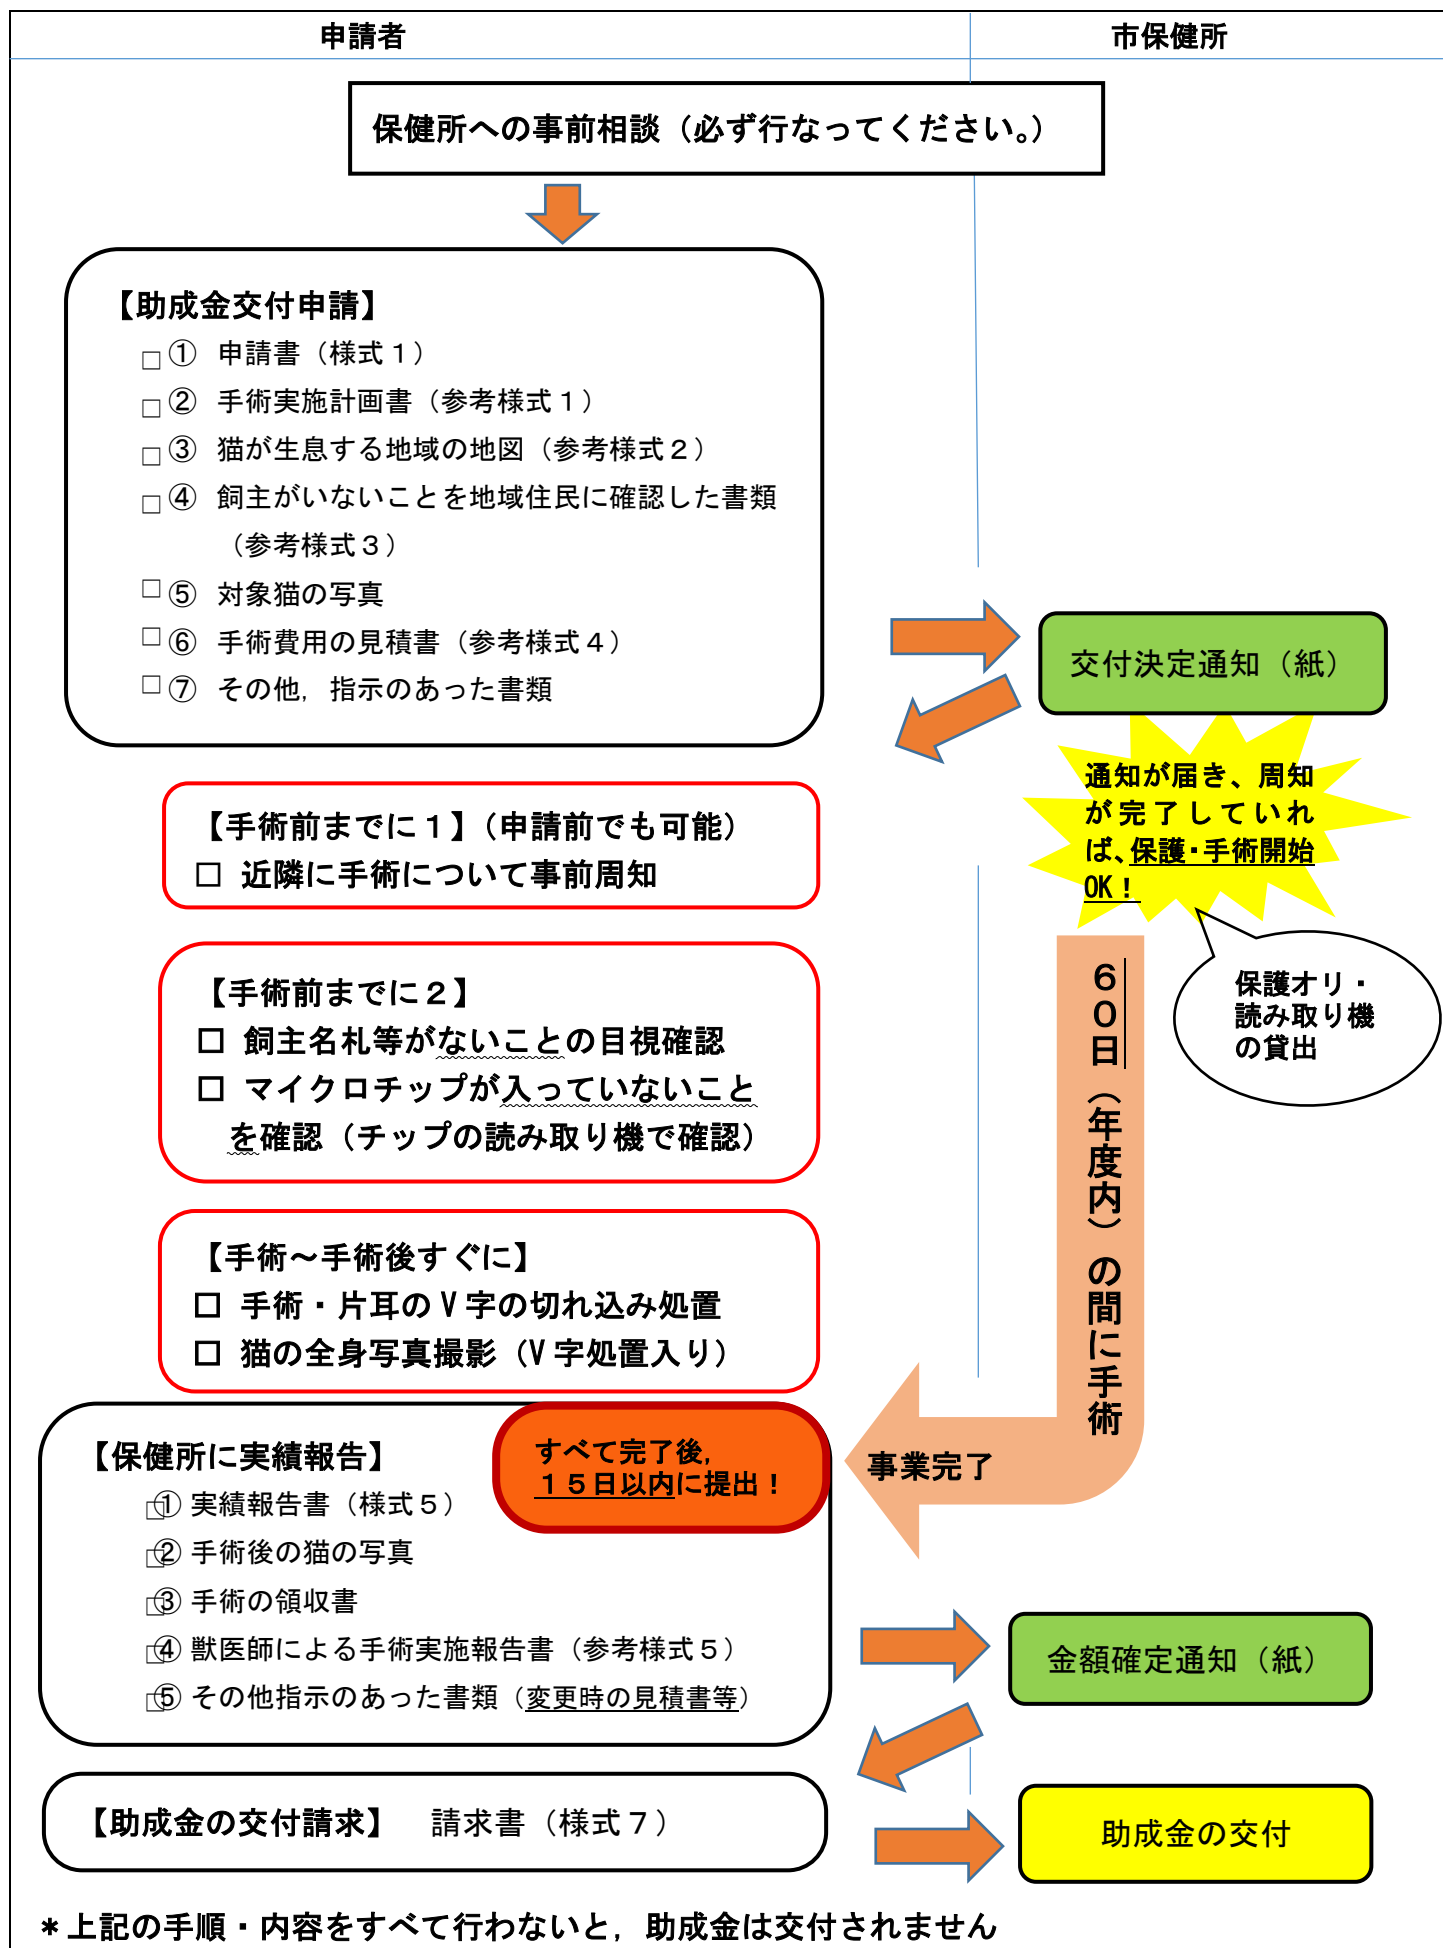 申請者
市保健所
保健所への事前相談（必ず行なってください。）
【助成金交付申請】
□① 申請書（様式１）
□② 手術実施計画書（参考様式１）
□③ 猫が生息する地域の地図（参考様式２）
□④ 飼主がいないことを地域住民に確認した書類
（参考様式３）
□⑤ 対象猫の写真
□⑥ 手術費用の見積書（参考様式４）
□⑦ その他，指示のあった書類
交付決定通知（紙）
通知が届き、周知
が完了していれ
ば、保護・手術開始
OK！
【手術前までに１】（申請前でも可能）
□ 近隣に手術について事前周知
保護オリ・
読み取り機
の貸出
【手術前までに２】
□ 飼主名札等がないことの目視確認
□ マイクロチップが入っていないこと
を確認（チップの読み取り機で確認）
６０日（年度内）の間に手術
【手術～手術後すぐに】
□ 手術・片耳のV字の切れ込み処置
□ 猫の全身写真撮影（V字処置入り）
事業完了
【保健所に実績報告】
すべて完了後，
１５日以内に提出！
□① 実績報告書（様式５）
□② 手術後の猫の写真
□③ 手術の領収書
□④ 獣医師による手術実施報告書（参考様式５）
□⑤ その他指示のあった書類（変更時の見積書等）
金額確定通知（紙）
【助成金の交付請求】 請求書（様式７）
助成金の交付
＊上記の手順・内容をすべて行わないと，助成金は交付されません